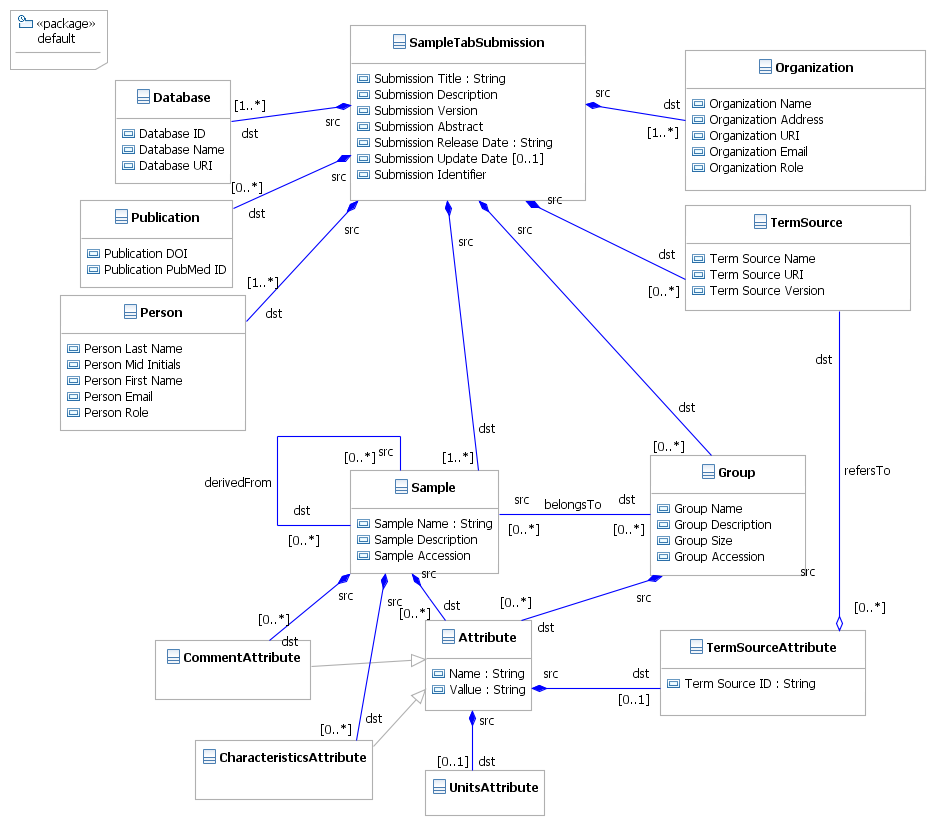 «package»
default
SampleTabSubmission
Submission Title : String
Submission Description
Submission Version
Submission Abstract
Submission Release Date : String
Submission Update Date [0..1]
Submission Identifier
Organization
Organization Name
Organization Address
Organization URI
Organization Email
Organization Role
Database
Database ID
Database Name
Database URI
[1..*]
dst
src
src
dst
[1..*]
Publication
Publication DOI
Publication PubMed ID
[0..*]
dst
src
TermSource
Term Source Name
Term Source URI
Term Source Version
src
dst
[0..*]
Person
Person Last Name
Person Mid Initials
Person First Name
Person Email
Person Role
[1..*]
dst
src
src
dst
[1..*]
src
dst
[0..*]
dst
refersTo
src
[0..*]
derivedFrom
[0..*]
src
dst
[0..*]
Sample
Sample Name : String
Sample Description
Sample Accession
src
belongsTo
dst
[0..*]
[0..*]
Group
Group Name
Group Description
Group Size
Group Accession
src
[0..*]
dst
src
[0..*]
dst
src
[0..*]
dst
src
[0..*]
dst
CommentAttribute
Attribute
Name : String
Vallue : String
src
dst
[0..1]
TermSourceAttribute
Term Source ID : String
CharacteristicsAttribute
src
[0..1]
dst
UnitsAttribute